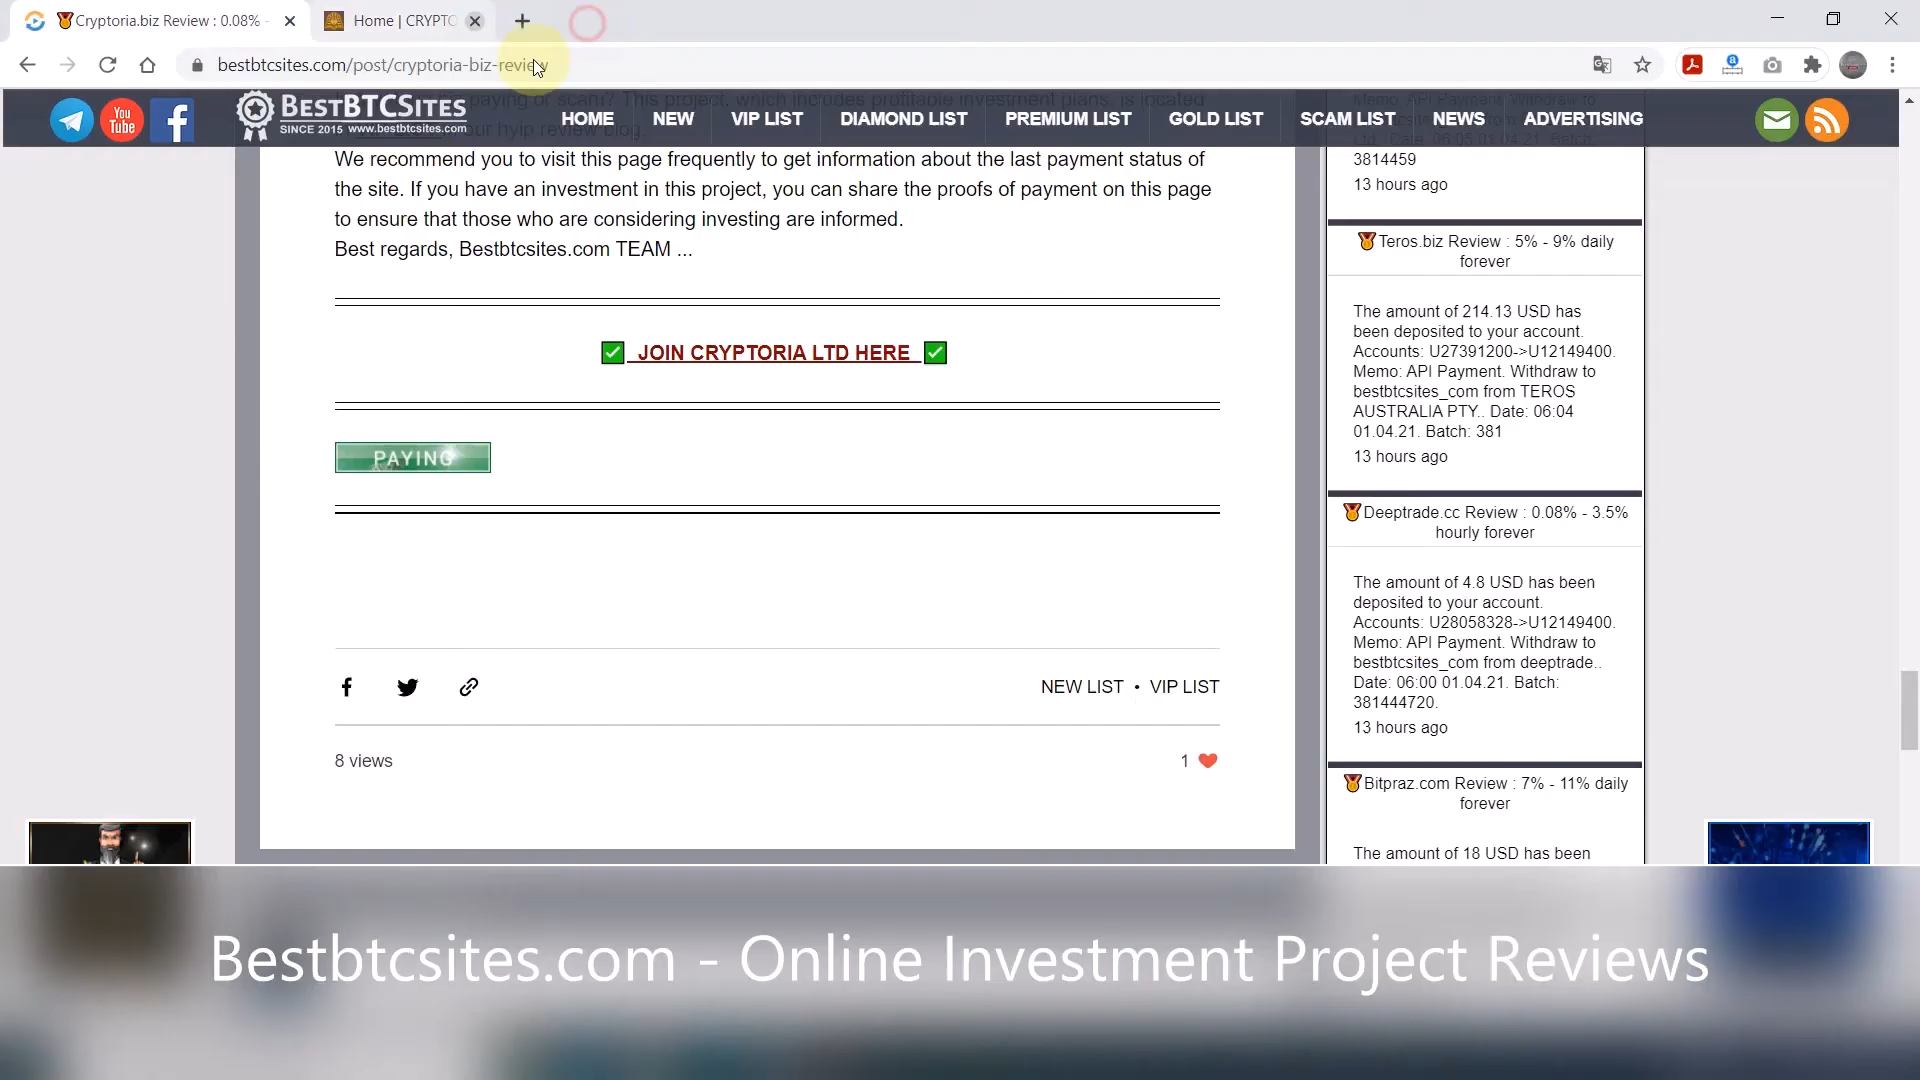 Cryptoria.biz Review : 0.08% -
Home | CRYPTO
bestbtcsites.com/post/cryptoria-biz-review
You Tube
BESTBTCSITES
SINCE 2015 www.bestbtcsites.com
HOME NEW VIP LIST DIAMOND LIST PREMIUM LIST GOLD LIST SCAM LIST NEWS ADVERTISING
We recommend you to visit this page frequently to get information about the last payment status of
the site. If you have an investment in this project, you can share the proofs of payment on this page
to ensure that those who are considering investing are informed.
Best regards, Bestbtcsites.com TEAM ...
JOIN CRYPTORIA LTD HERE
PAYING
NEW LIST • VIP LIST
8 views
1
3814459
13 hours ago
Teros.biz Review : 5% - 9% daily
forever
The amount of 214.13 USD has
been deposited to your account.
Accounts: U27391200->U12149400.
Memo: API Payment. Withdraw to
bestbtcsites_com from TEROS
AUSTRALIA PTY.. Date: 06:04
01.04.21. Batch: 381
13 hours ago
Deeptrade.cc Review : 0.08% - 3.5%
hourly forever
The amount of 4.8 USD has been
deposited to your account.
Accounts: U28058328->U12149400.
Memo: API Payment. Withdraw to
bestbtcsites_com from deeptrade..
Date: 06:00 01.04.21. Batch:
381444720.
13 hours ago
Bitpraz.com Review : 7% - 11% daily
forever
The amount of 18 USD has been
Bestbtcsites.com - Online Investment Project Reviews